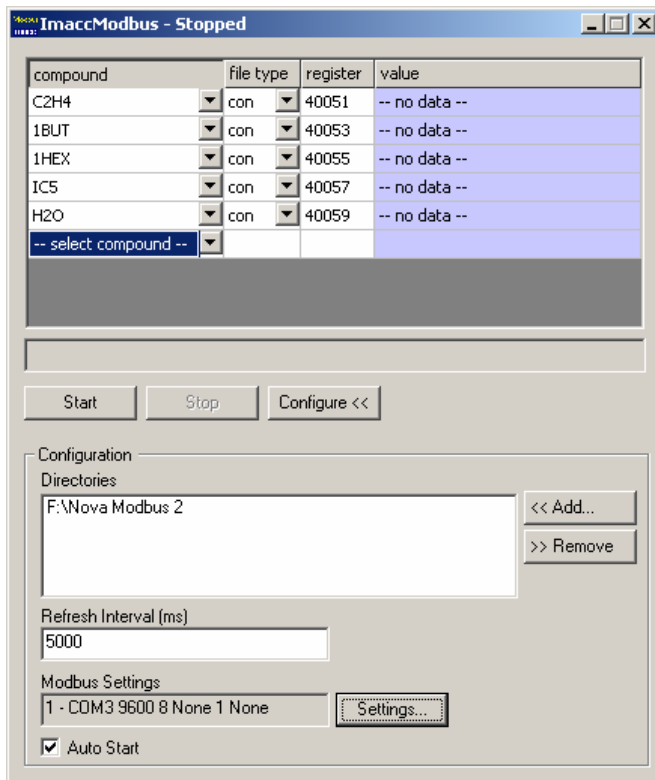 ImaccModbus - Stopped
compound file type register value
C2H4 con 40051 -- no data --
1BUT con 40053 -- no data --
1HEX con 40055 -- no data --
IC5 con 40057 -- no data --
H2O con 40059 -- no data --
-- select compound --
Start Stop Configure <<
Configuration
Directories
F:\Nova Modbus 2
<< Add...
>> Remove
Refresh Interval (ms)
5000
Modbus Settings
1 - COM3 9600 8 None 1 None Settings...
Auto Start